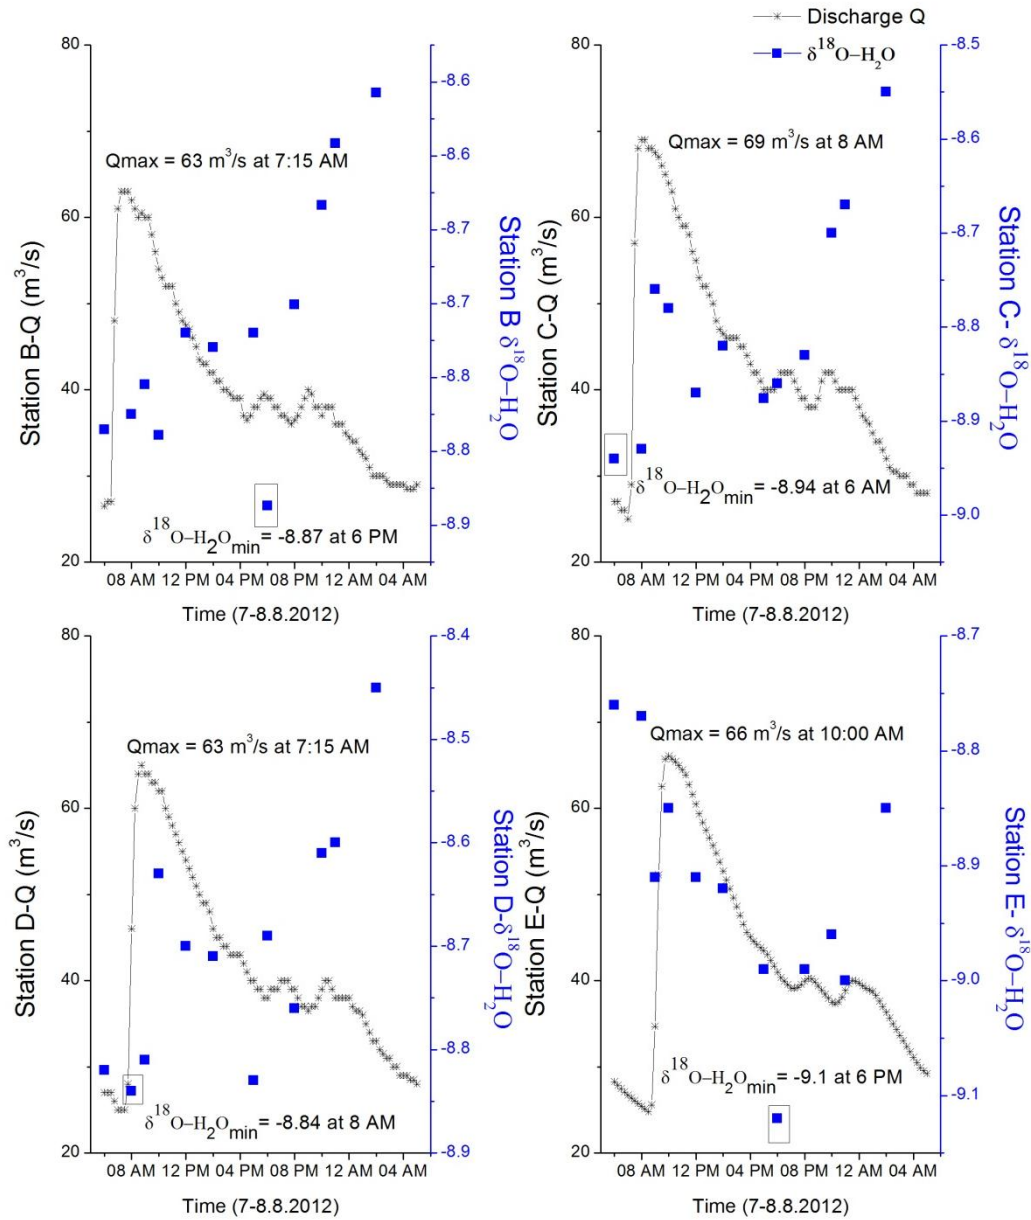 Discharge Q
δ18O–H2O
80
60
40
20
Station B-Q (m3/s)
Qmax = 63 m3/s at 7:15 AM
δ18O–H2Omin= -8.87 at 6 PM
-8.6
-8.6
-8.7
-8.7
-8.8
-8.8
-8.9
Station B δ18O–H2O
08 AM 12 PM 04 PM 08 PM 12 AM 04 AM
Time (7-8.8.2012)
80
60
40
20
Station C-Q (m3/s)
Qmax = 69 m3/s at 8 AM
δ18O–H2Omin= -8.94 at 6 AM
-8.5
-8.6
-8.7
-8.8
-8.9
-9.0
Station C- δ18O–H2O
08 AM 12 PM 04 PM 08 PM 12 AM 04 AM
Time (7-8.8.2012)
80
60
40
20
Station D-Q (m3/s)
Qmax = 63 m3/s at 7:15 AM
δ18O–H2Omin= -8.84 at 8 AM
-8.4
-8.5
-8.6
-8.7
-8.8
-8.9
Station D-δ18O–H2O
08 AM 12 PM 04 PM 08 PM 12 AM 04 AM
Time (7-8.8.2012)
80
60
40
20
Station E-Q (m3/s)
Qmax = 66 m3/s at 10:00 AM
δ18O–H2Omin= -9.1 at 6 PM
-8.7
-8.8
-8.9
-9.0
-9.1
Station E- δ18O–H2O
08 AM 12 PM 04 PM 08 PM 12 AM 04 AM
Time (7-8.8.2012)